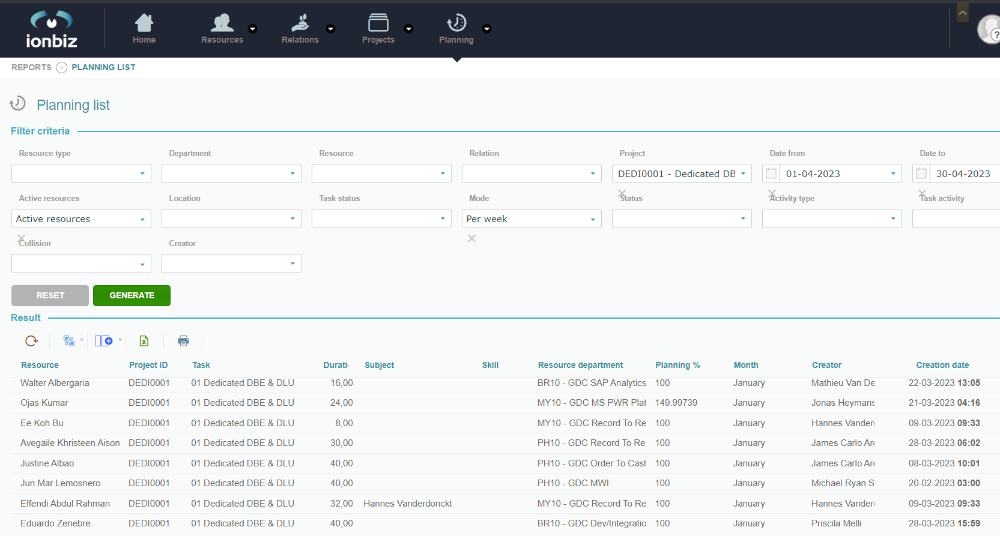 ionbiz
Home Resources Relations Projects Planning
?
REPORTS PLANNING LIST
Planning list
Filter criteria
Resource type Department Resource Relation Project Date from Date to
DEDI0001 - Dedicated DB 01-04-2023 30-04-2023
Active resources Location Task status Mode Status Activity type Task activity
Active resources Per week
Collision Creator
RESET GENERATE
Result
Resource Project ID Task Durati Subject Skill Resource department Planning % Month Creator Creation date
Walter Albergaria DEDI0001 01 Dedicated DBE & DLU 16,00 BR10 - GDC SAP Analytics 100 January Mathieu Van De 22-03-2023 13:05
Ojas Kumar DEDI0001 01 Dedicated DBE & DLU 24,00 MY10 - GDC MS PWR Plat 149.99739 January Jonas Heymans 21-03-2023 04:16
Ee Koh Bu DEDI0001 01 Dedicated DBE & DLU 8,00 MY10 - GDC Record To Re 100 January Hannes Vander 09-03-2023 09:33
Avegaile Khristeen Aison DEDI0001 01 Dedicated DBE & DLU 30,00 PH10 - GDC Record To Re 100 January James Carlo Ar 28-03-2023 06:02
Justine Albao DEDI0001 01 Dedicated DBE & DLU 40,00 PH10 - GDC Order To Cash 100 January James Carlo Ar 08-03-2023 10:01
Jun Mar Lemosnero DEDI0001 01 Dedicated DBE & DLU 40,00 PH10 - GDC MWI 100 January Michael Ryan S 20-02-2023 03:00
Effendi Abdul Rahman DEDI0001 01 Dedicated DBE & DLU 32,00 Hannes Vanderdonckt MY10 - GDC Record To Re 100 January Hannes Vander 09-03-2023 09:33
Eduardo Zenebre DEDI0001 01 Dedicated DBE & DLU 40,00 BR10 - GDC Dev/Integratio 100 January Priscila Melli 28-03-2023 15:59